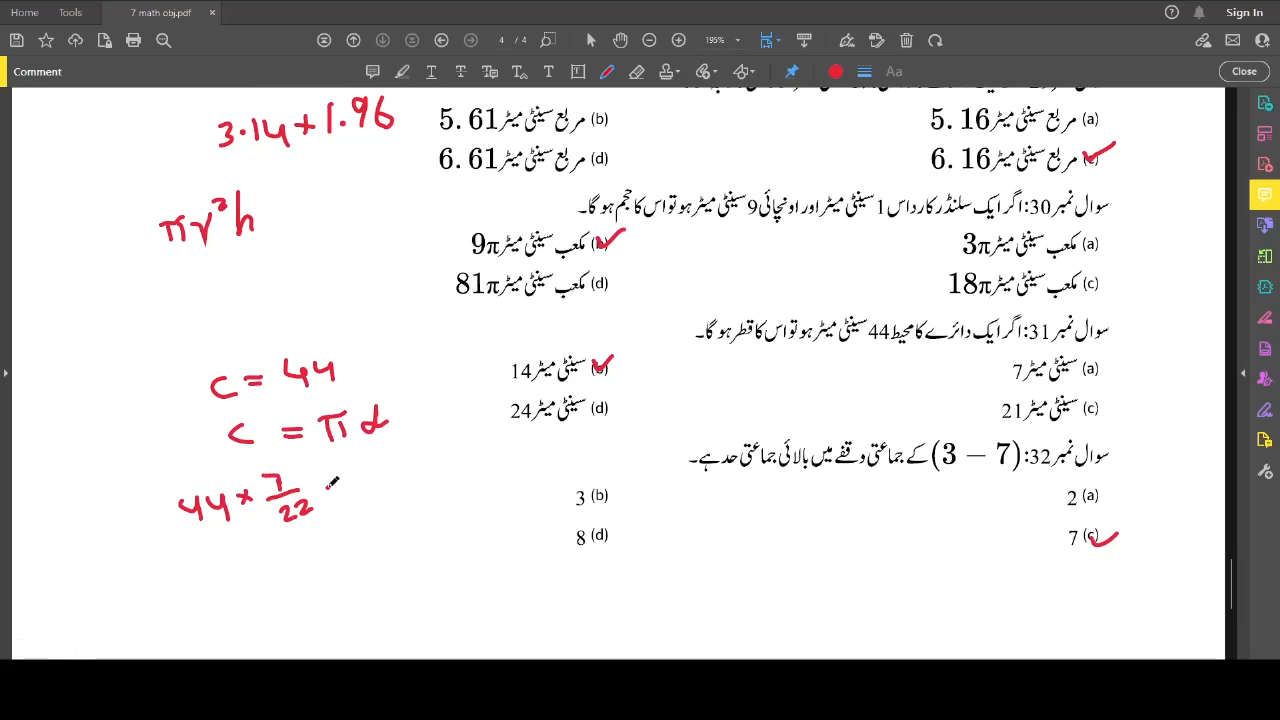 Home Tools 7 math obj.pdf × Sign In
4 / 4 195%
Comment Close
3.14 × 1.96
(a) 5.16 مربع سینٹی میٹر (b) 5.61 مربع سینٹی میٹر
(c) 6.16 مربع سینٹی میٹر (d) 6.61 مربع سینٹی میٹر
سوال نمبر 30: اگر ایک سلنڈر کا رداس 1 سینٹی میٹر اور اونچائی 9 سینٹی میٹر ہو تو اس کا حجم ہو گا۔
πr²h
(a) 3π مکعب سینٹی میٹر (b) 9π مکعب سینٹی میٹر
(c) 18π مکعب سینٹی میٹر (d) 81π مکعب سینٹی میٹر
سوال نمبر 31: اگر ایک دائرے کا محیط 44 سینٹی میٹر ہو تو اس کا قطر ہو گا۔
(a) 7 سینٹی میٹر (b) 14 سینٹی میٹر
C = 44
(c) 21 سینٹی میٹر (d) 24 سینٹی میٹر
C = πd
سوال نمبر 32: (3 − 7) کے جماعتی وقفے میں بالائی جماعتی حد ہے۔
(a) 2 (b) 3
44 × 7/22
(c) 7 (d) 8